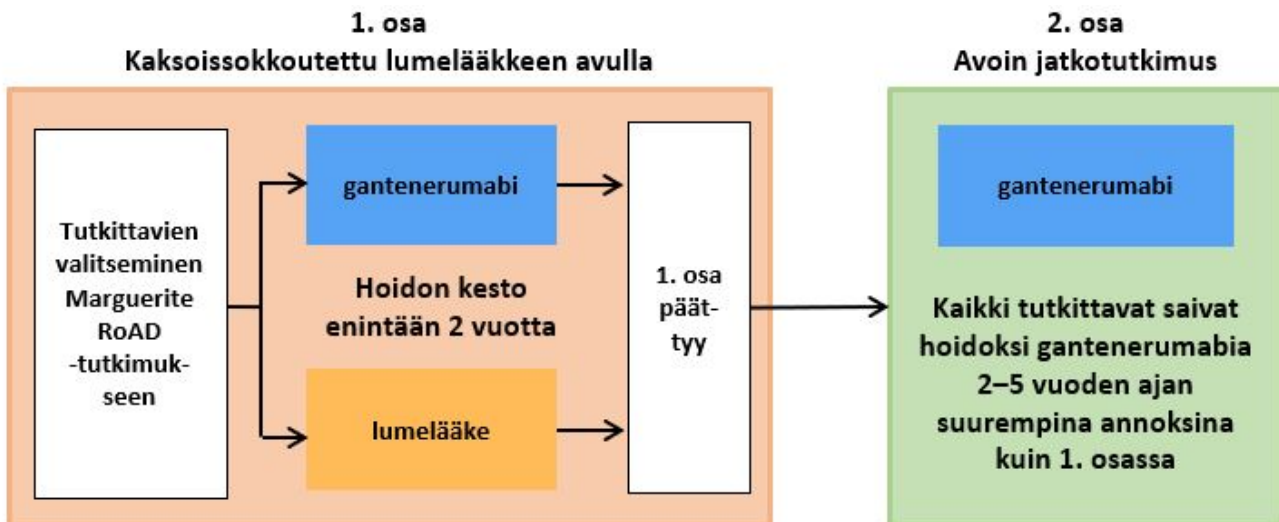 1. osa
Kaksoissokkoutettu lumelääkkeen avulla
Tutkittavien
valitseminen
Marguerite
RoAD
-tutkimuk-
seen
gantenerumabi
Hoidon kesto
enintään 2 vuotta
lumelääke
1. osa
päät-
tyy
2. osa
Avoin jatkotutkimus
gantenerumabi
Kaikki tutkittavat saivat
hoidoksi gantenerumabia
2–5 vuoden ajan
suurempina annoksina
kuin 1. osassa